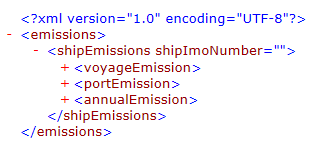 <?xml version="1.0" encoding="UTF-8"?>
- <emissions>
- <shipEmissions shipImoNumber="">
+ <voyageEmission>
+ <portEmission>
+ <annualEmission>
</shipEmissions>
</emissions>